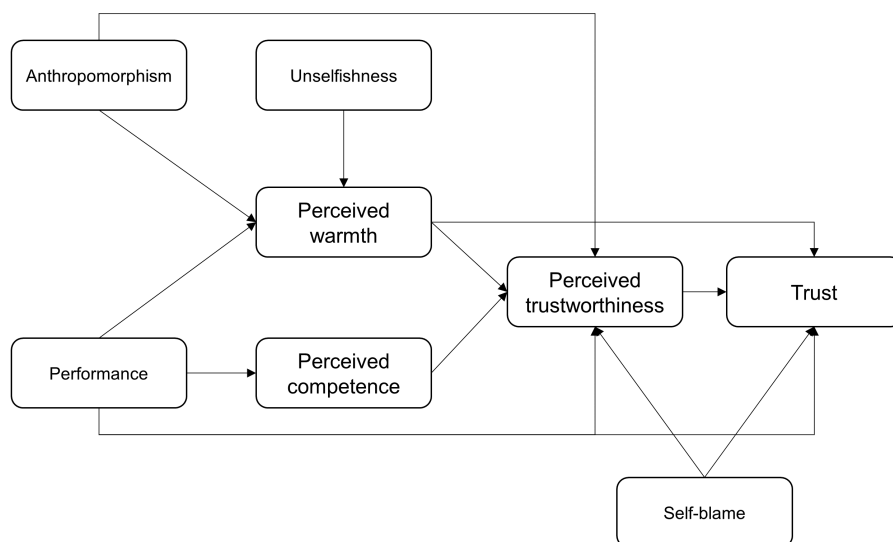 Anthropomorphism
Unselfishness
Perceived
warmth
Perceived
trustworthiness
Trust
Performance
Perceived
competence
Self-blame